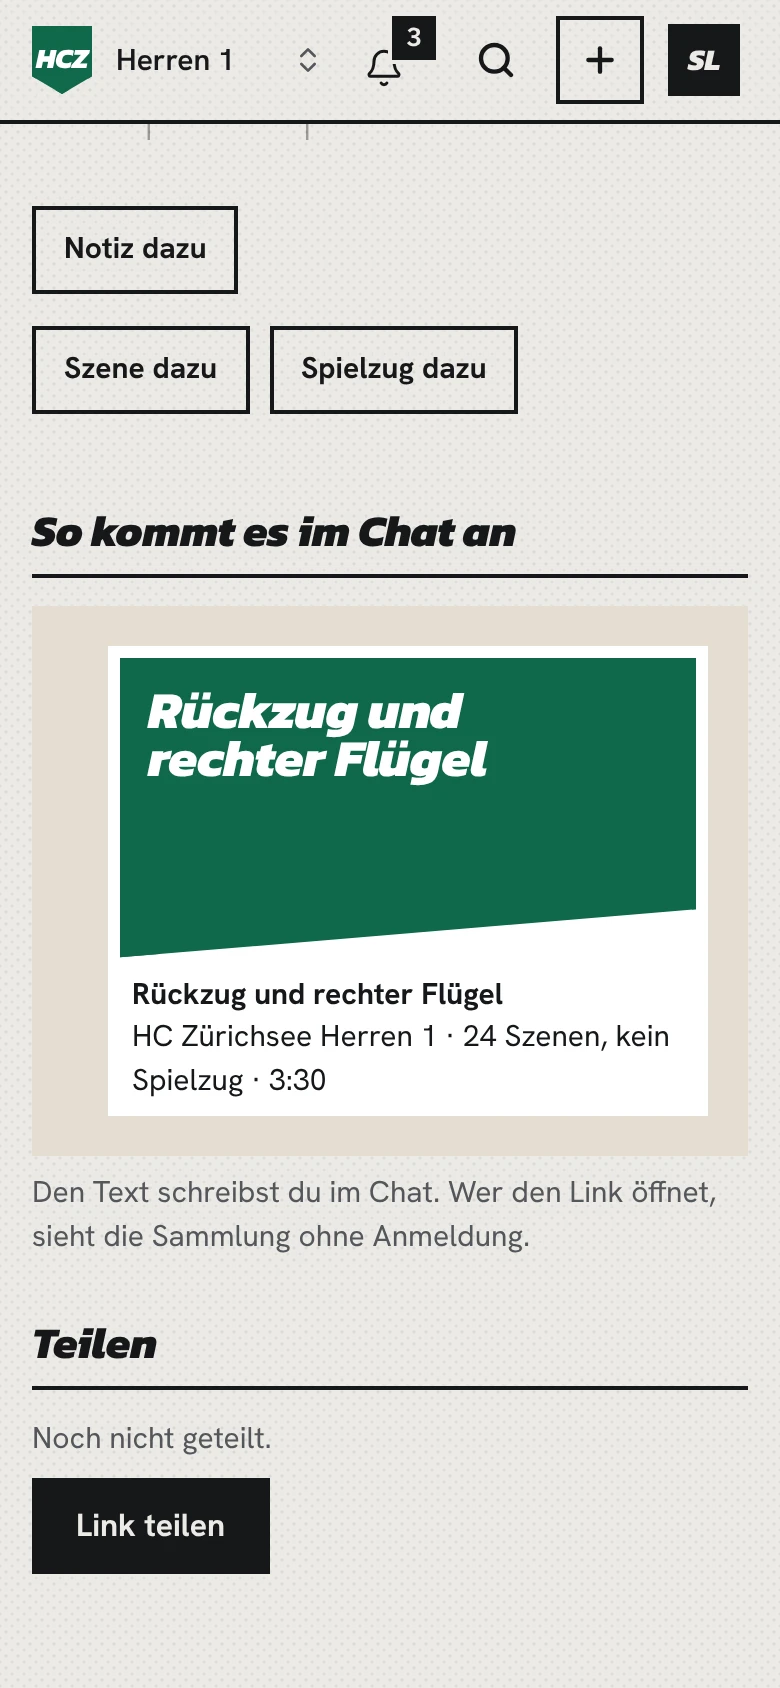 HCZ Herren 1 3 SL
Notiz dazu
Szene dazu Spielzug dazu
So kommt es im Chat an
Rückzug und
rechter Flügel
Rückzug und rechter Flügel
HC Zürichsee Herren 1 · 24 Szenen, kein
Spielzug · 3:30
Den Text schreibst du im Chat. Wer den Link öffnet,
sieht die Sammlung ohne Anmeldung.
Teilen
Noch nicht geteilt.
Link teilen